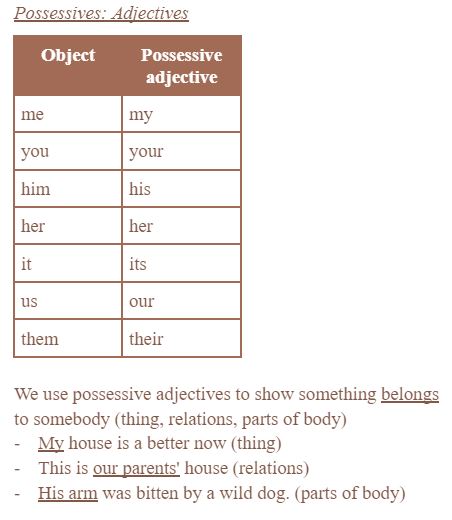 Possessives: Adjectives
Object Possessive adjective
me my
you your
him his
her her
it its
us our
them their
We use possessive adjectives to show something belongs
to somebody (thing, relations, parts of body)
- My house is a better now (thing)
- This is our parents' house (relations)
- His arm was bitten by a wild dog. (parts of body)